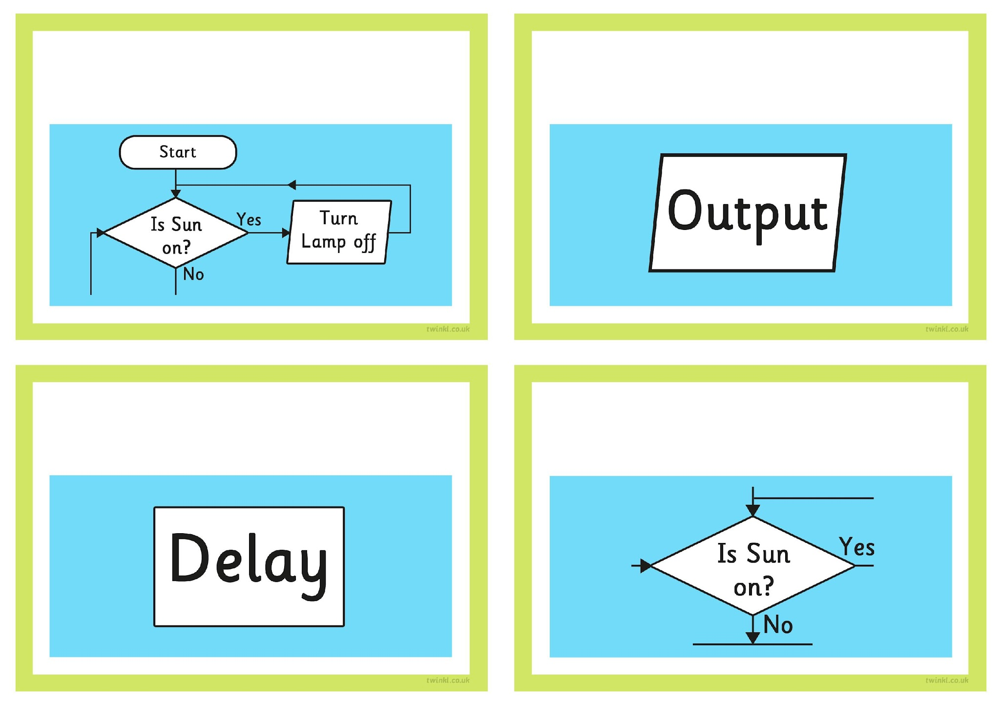 Start
Is Sun
on?
Yes
Turn
Lamp off
No
twinkl.co.uk
Output
twinkl.co.uk
Delay
twinkl.co.uk
Is Sun
on?
Yes
No
twinkl.co.uk